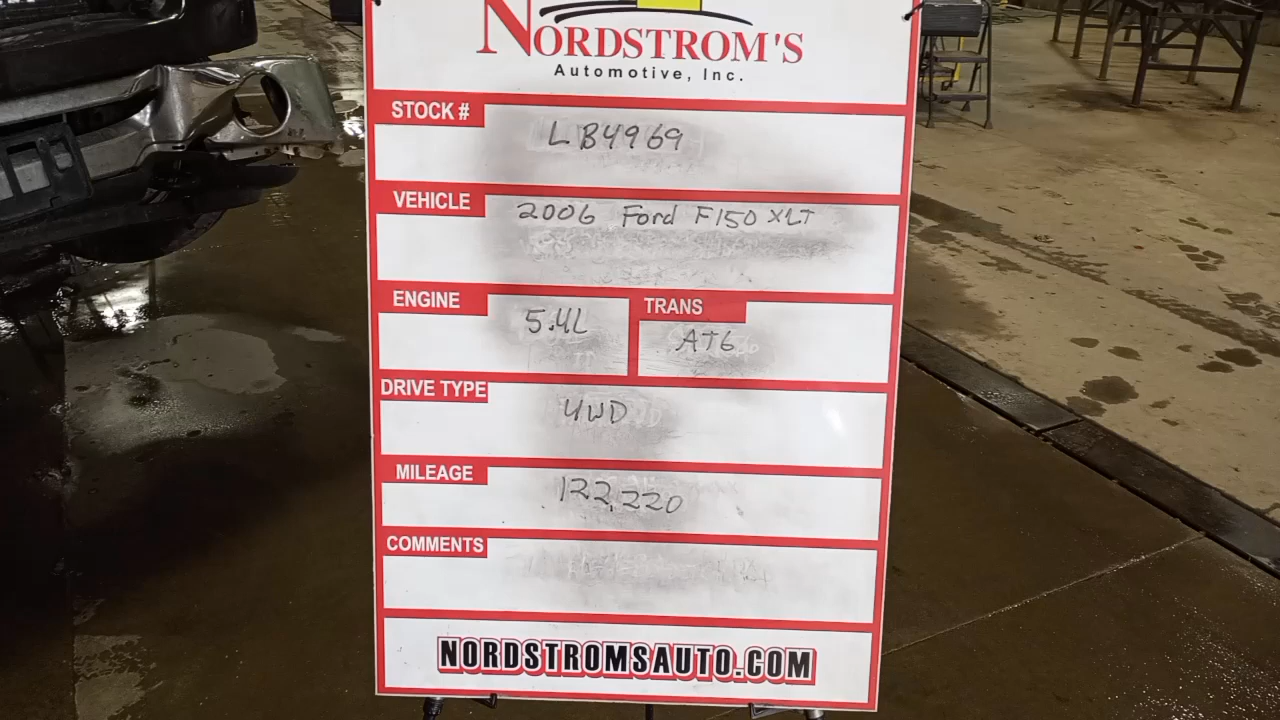 NORDSTROM'S
Automotive, Inc.
STOCK #
LB4969
VEHICLE
2006 Ford F150 XLT
ENGINE
5.4L
TRANS
AT6
DRIVE TYPE
4WD
MILEAGE
122,220
COMMENTS
NORDSTROMSAUTO.COM